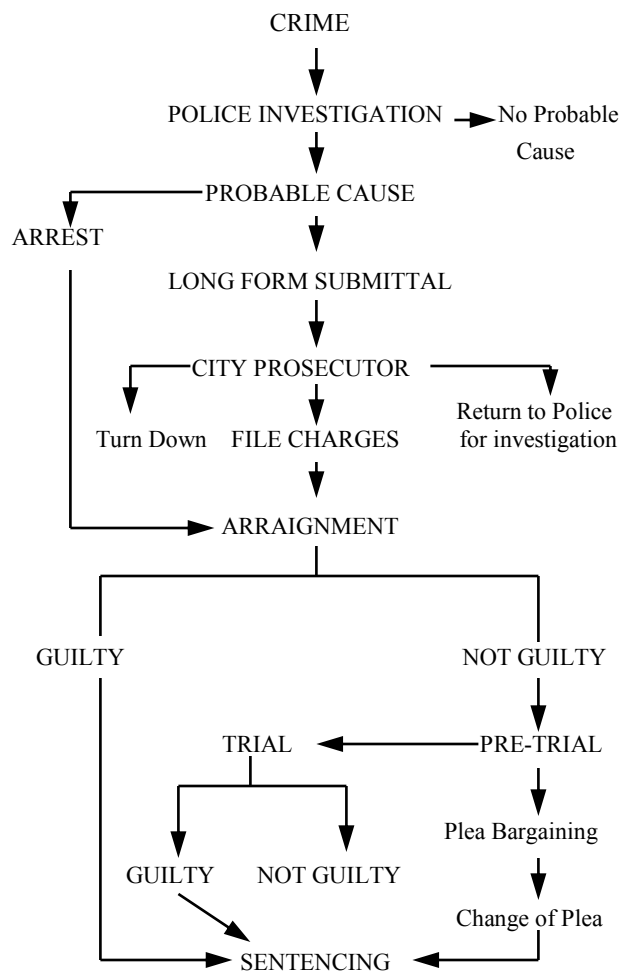 CRIME
POLICE INVESTIGATION
No Probable
Cause
PROBABLE CAUSE
ARREST
LONG FORM SUBMITTAL
CITY PROSECUTOR
Turn Down
FILE CHARGES
Return to Police
for investigation
ARRAIGNMENT
GUILTY
NOT GUILTY
TRIAL
PRE-TRIAL
Plea Bargaining
GUILTY
NOT GUILTY
Change of Plea
SENTENCING